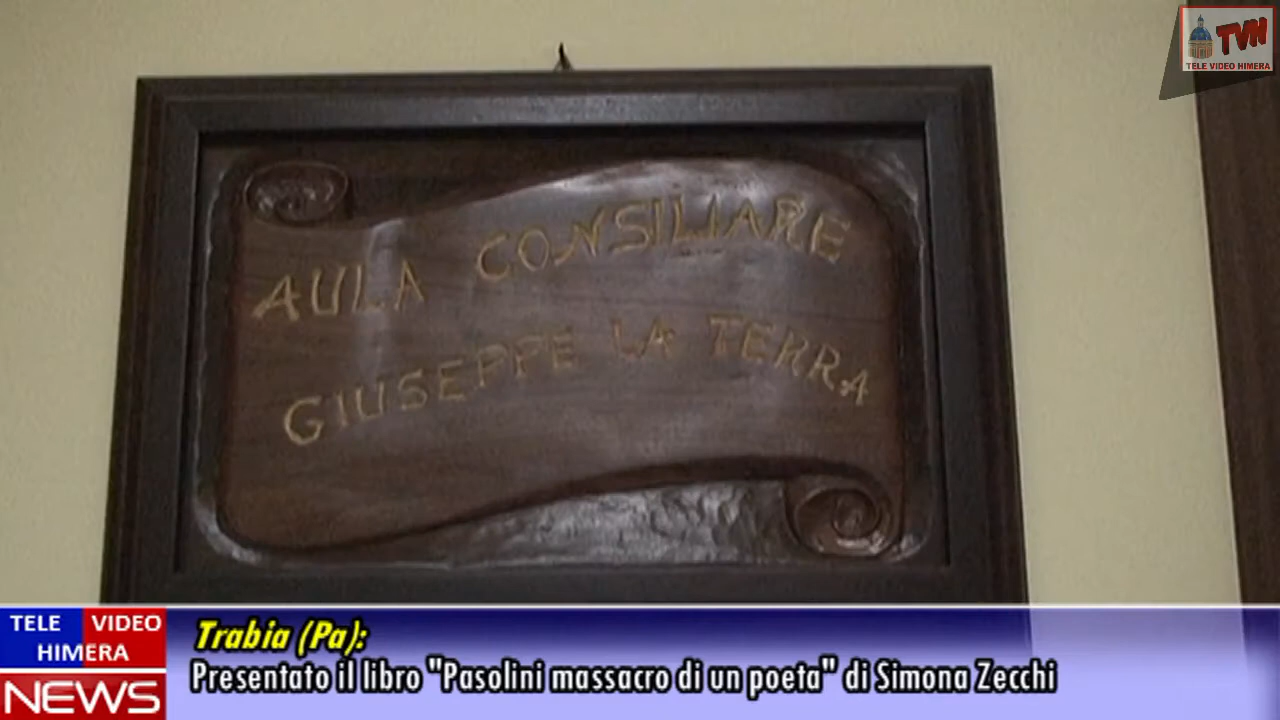 TVH
TELE VIDEO HIMERA
AULA CONSILIARE
GIUSEPPE LA TERRA
TELE VIDEO
HIMERA
NEWS
Trabia (Pa):
Presentato il libro "Pasolini massacro di un poeta" di Simona Zecchi